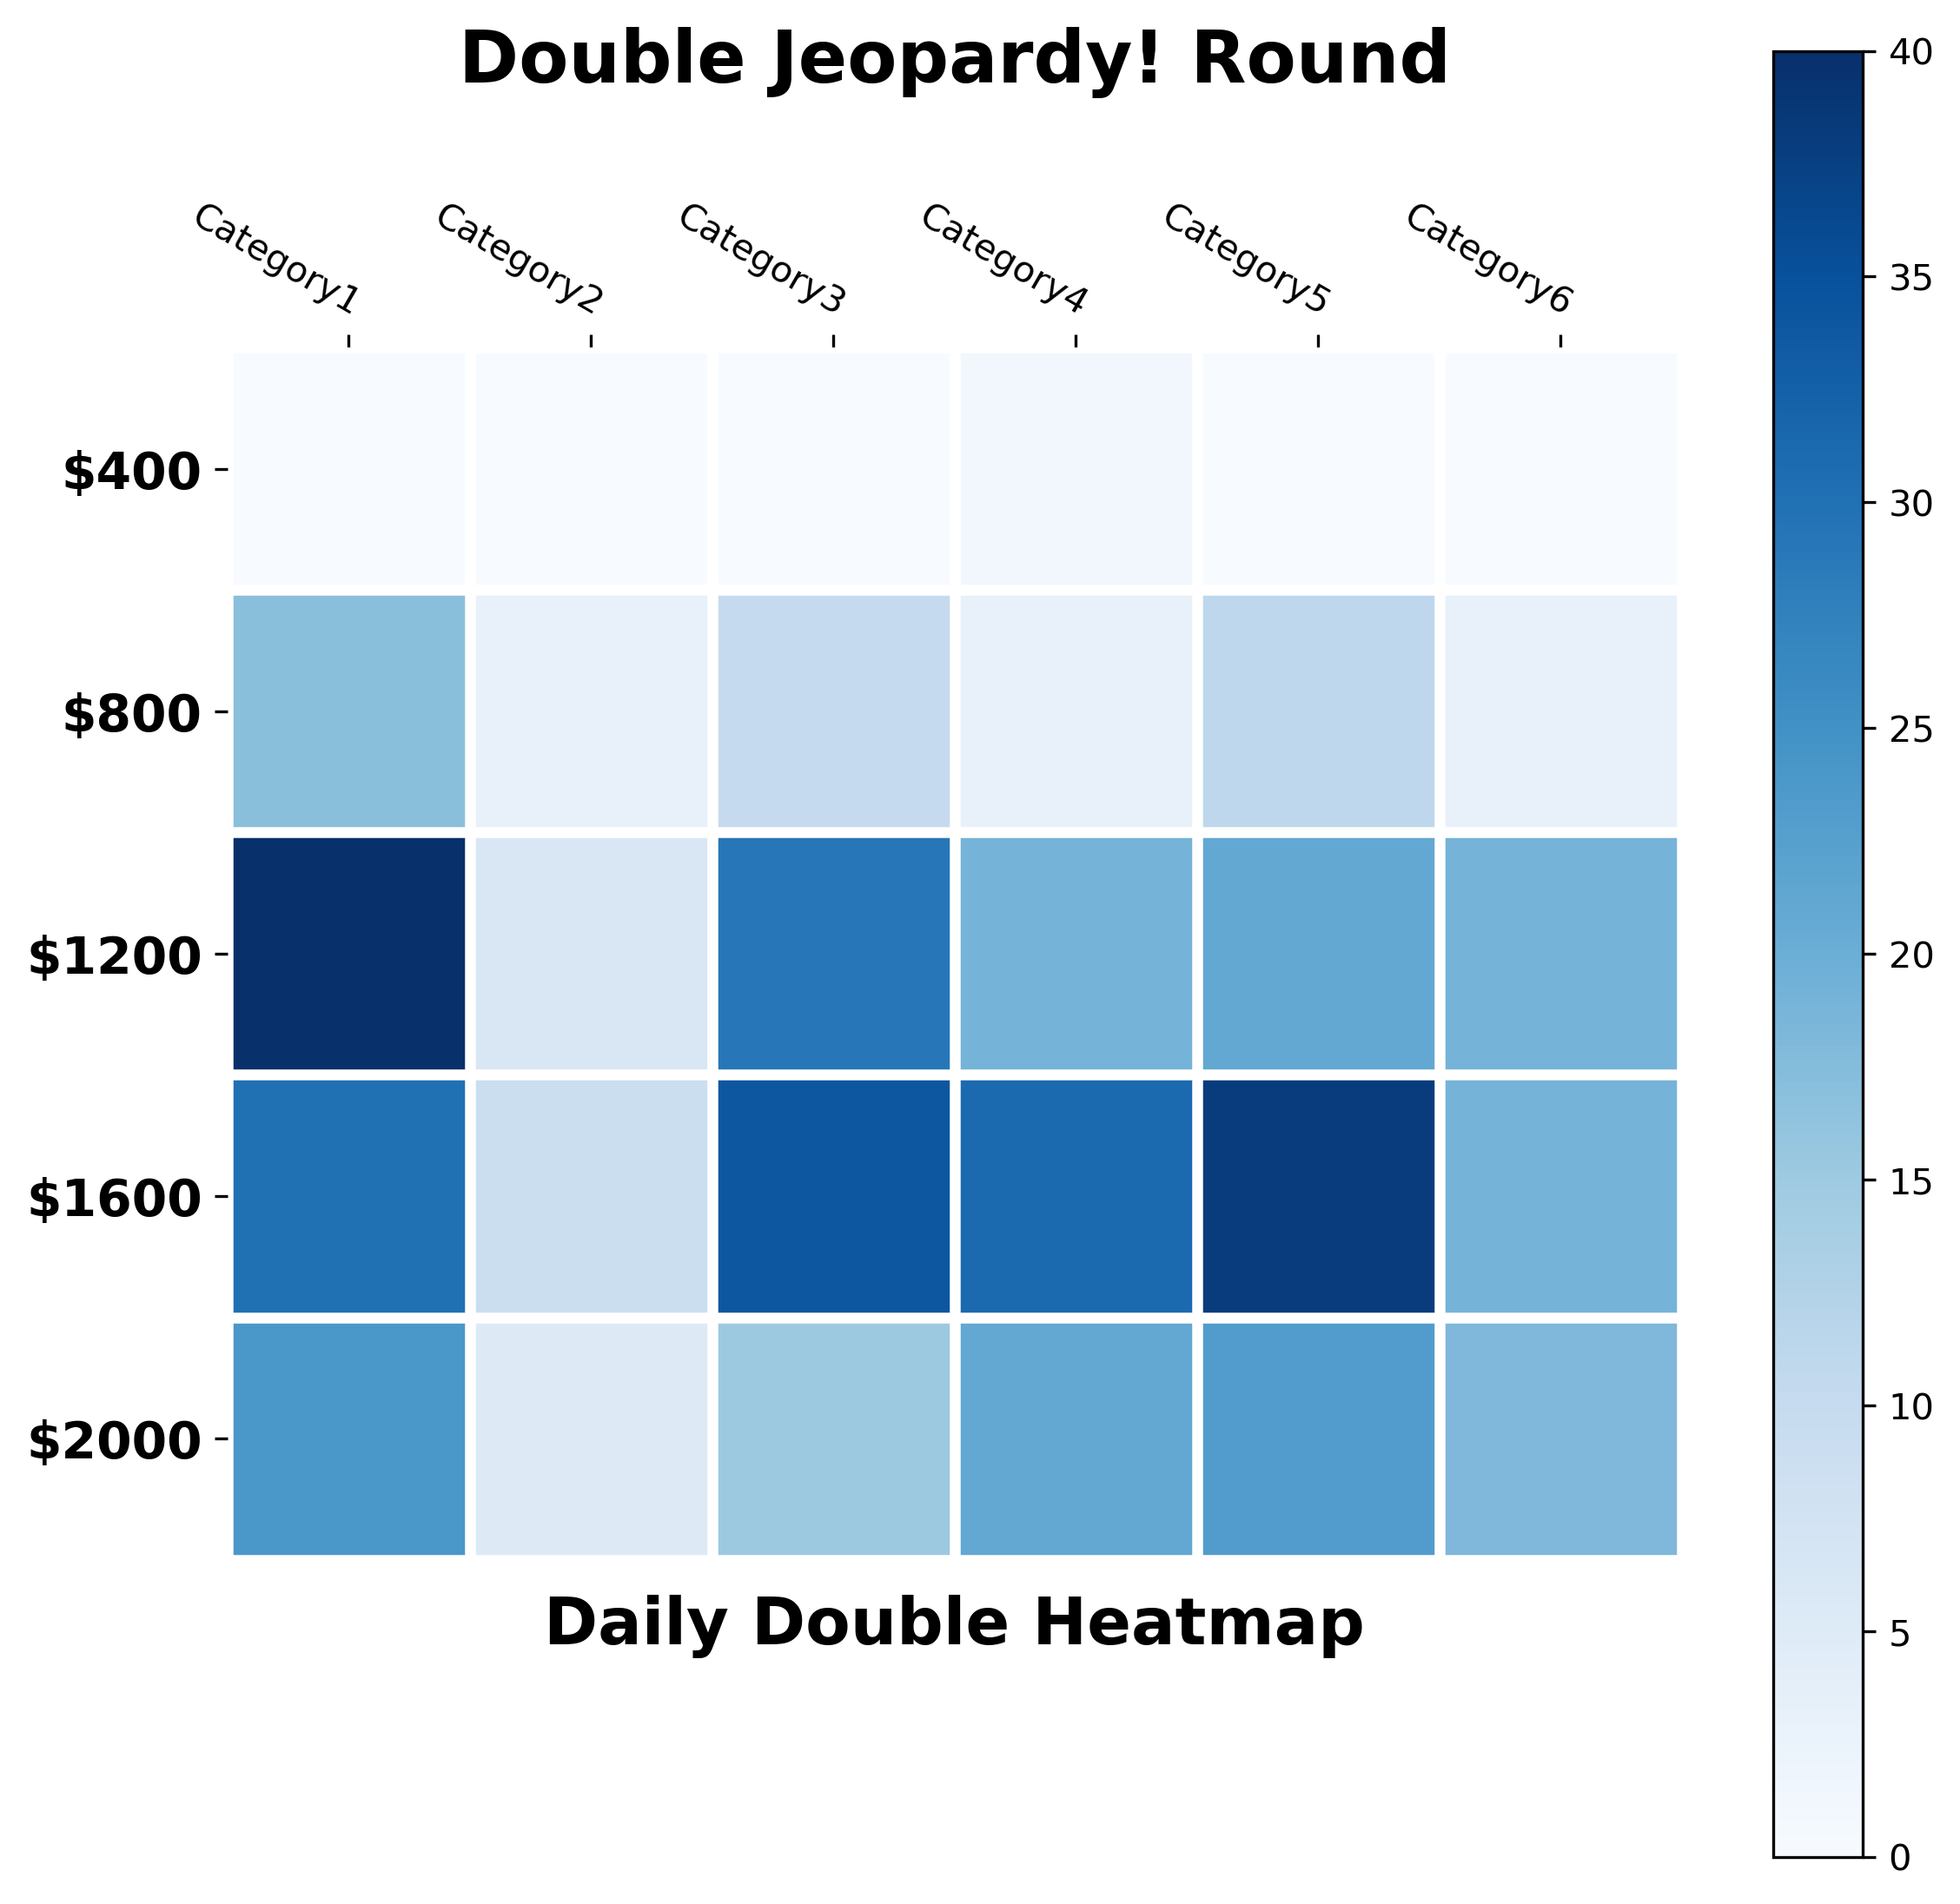 Double Jeopardy! Round
Category1
Category2
Category3
Category4
Category5
Category6
$400
$800
$1200
$1600
$2000
Daily Double Heatmap
40
35
30
25
20
15
10
5
0